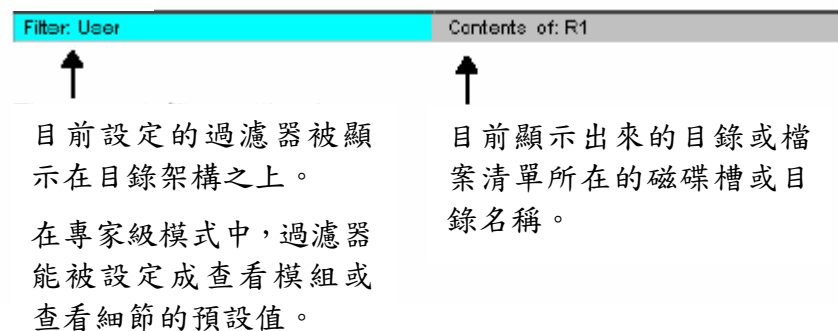 Filter: User
Contents of: R1
目前設定的過濾器被顯
示在目錄架構之上。
在專家級模式中，過濾器
能被設定成查看模組或
查看細節的預設值。
目前顯示出來的目錄或檔
案清單所在的磁碟槽或目
錄名稱。